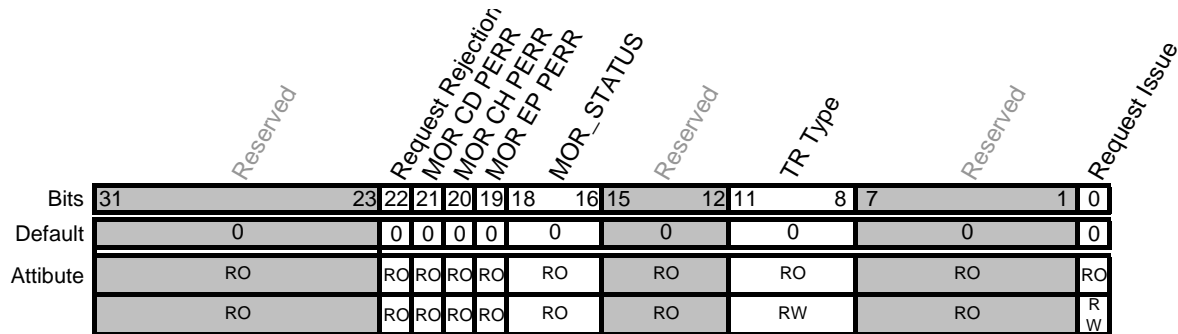 Reserved
Request Rejection
MOR CD PERR
MOR CH PERR
MOR EP PERR
MOR_STATUS
Reserved
TR Type
Reserved
Request Issue
Bits 31 23 22 21 20 19 18 16 15 12 11 8 7 1 0
Default 0 0 0 0 0 0 0 0 0 0
Attibute RO RO RO RO RO RO RO RO RO RO
RO RO RO RO RO RO RO RW RO R
W